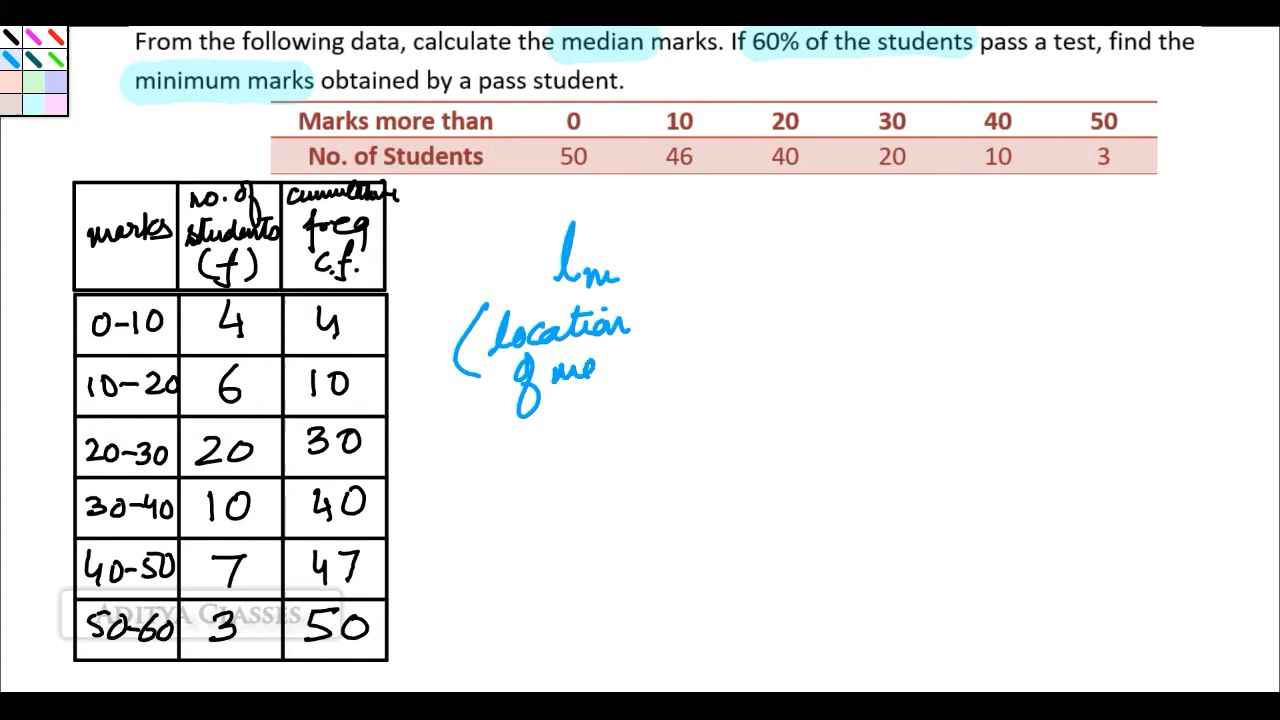 From the following data, calculate the median marks. If 60% of the students pass a test, find the
minimum marks obtained by a pass student.
Marks more than 0 10 20 30 40 50
No. of Students 50 46 40 20 10 3
marks no. of students (f) cumulative freq c.f.
0-10 4 4
10-20 6 10
20-30 20 30
30-40 10 40
40-50 7 47
50-60 3 50
ADITYA CLASSES
lm
(location
of me